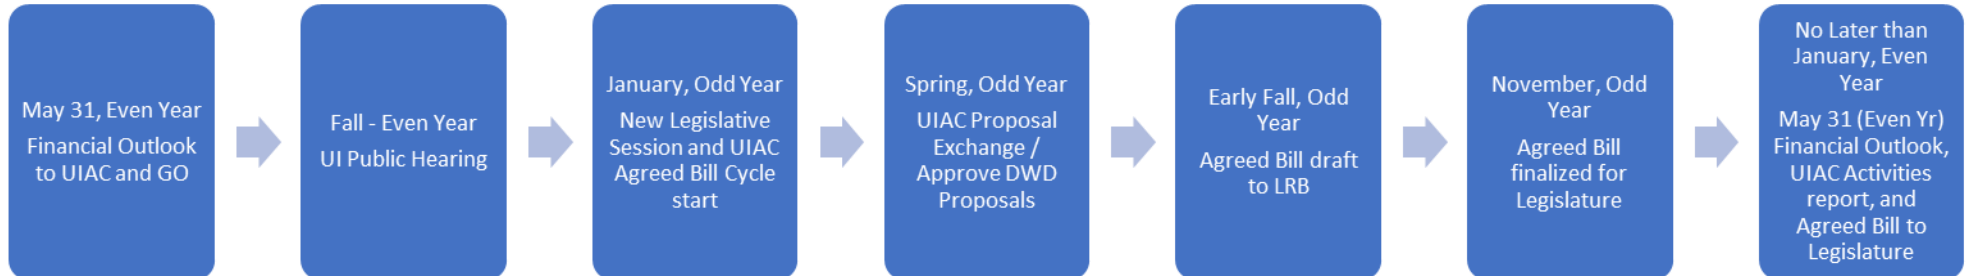 May 31, Even Year
Financial Outlook
to UIAC and GO
Fall - Even Year
UI Public Hearing
January, Odd Year
New Legislative
Session and UIAC
Agreed Bill Cycle
start
Spring, Odd Year
UIAC Proposal
Exchange /
Approve DWD
Proposals
Early Fall, Odd
Year
Agreed Bill draft
to LRB
November, Odd
Year
Agreed Bill
finalized for
Legislature
No Later than
January, Even
Year
May 31 (Even Yr)
Financial Outlook,
UIAC Activities
report, and
Agreed Bill to
Legislature